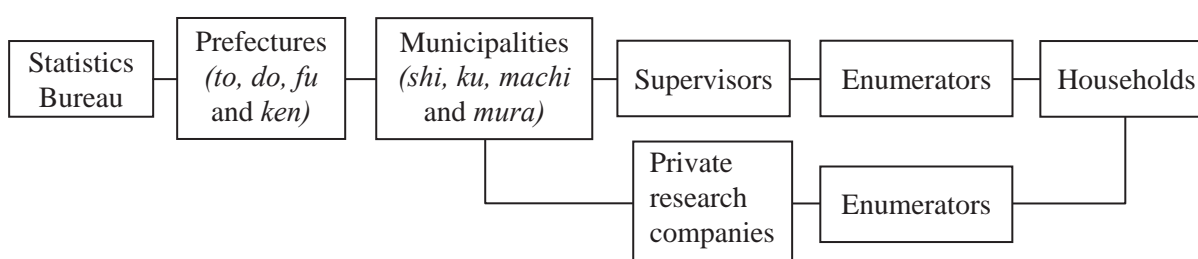 Statistics
Bureau
Prefectures
(to, do, fu
and ken)
Municipalities
(shi, ku, machi
and mura)
Supervisors
Enumerators
Households
Private
research
companies
Enumerators